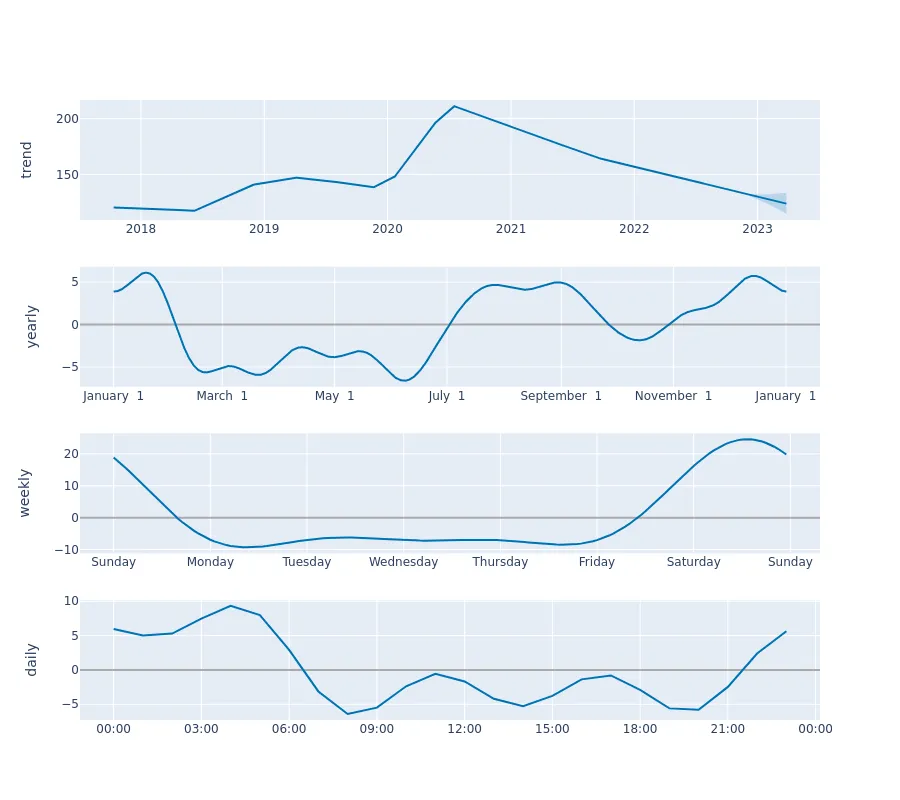 200
150
trend
2018 2019 2020 2021 2022 2023
5
0
−5
yearly
January 1 March 1 May 1 July 1 September 1 November 1 January 1
20
10
0
−10
weekly
Sunday Monday Tuesday Wednesday Thursday Friday Saturday Sunday
10
5
0
−5
daily
00:00 03:00 06:00 09:00 12:00 15:00 18:00 21:00 00:00